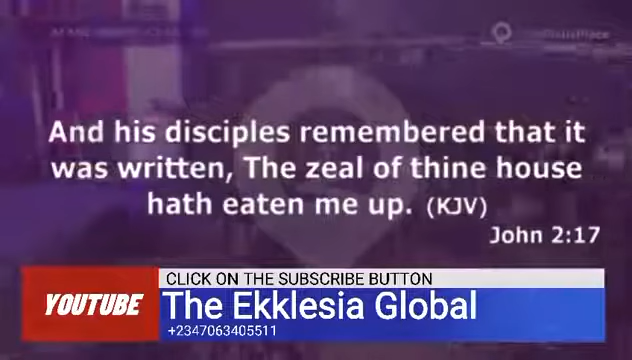 And his disciples remembered that it
was written, The zeal of thine house
hath eaten me up. (KJV)
John 2:17
CLICK ON THE SUBSCRIBE BUTTON
YOUTUBE The Ekklesia Global
+2347063405511